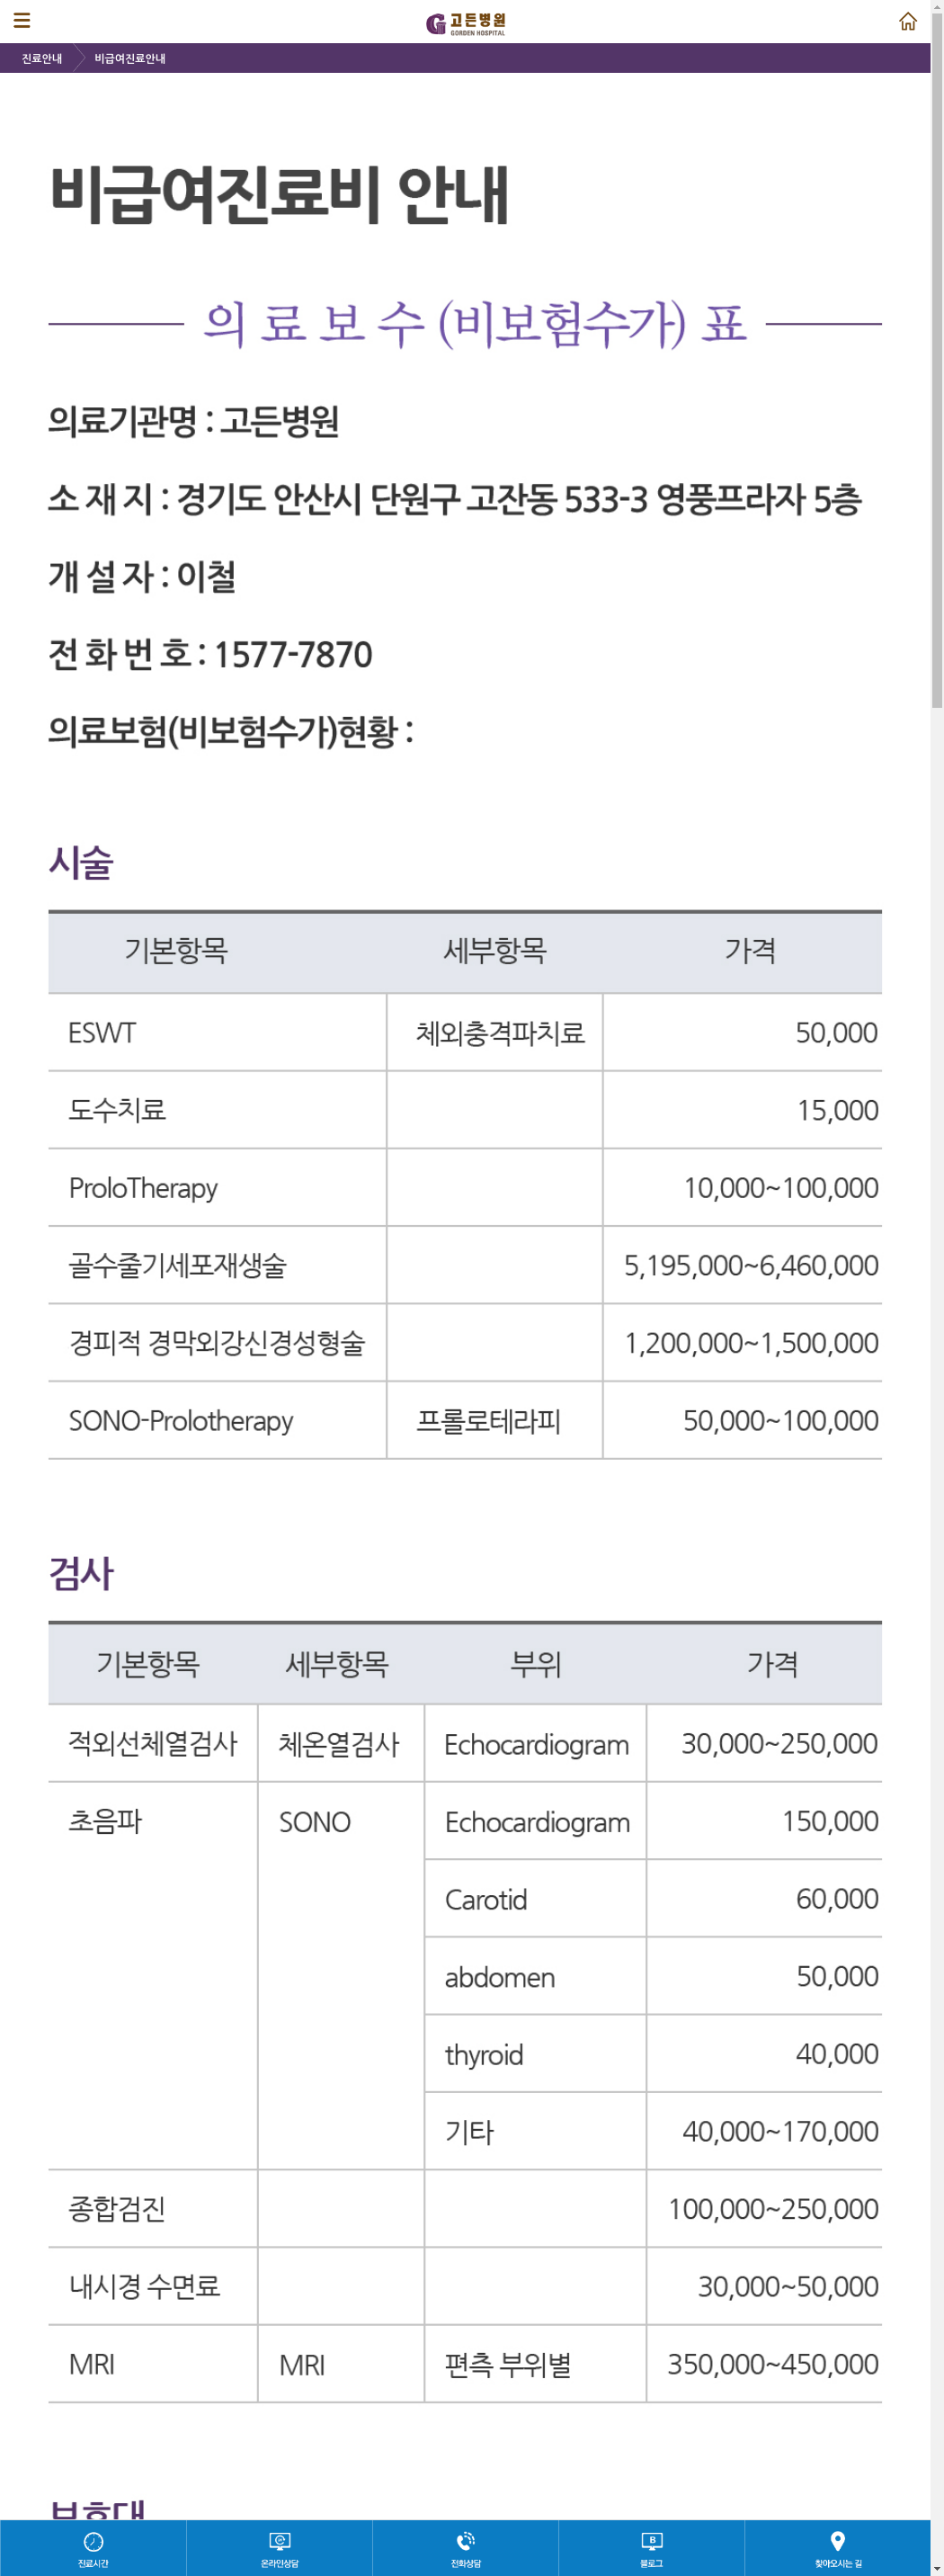 고든병원
GORDEN HOSPITAL
진료안내 비급여진료안내
비급여진료비 안내
의 료 보 수 (비보험수가) 표
의료기관명 : 고든병원
소 재 지 : 경기도 안산시 단원구 고잔동 533-3 영풍프라자 5층
개 설 자 : 이철
전 화 번 호 : 1577-7870
의료보험(비보험수가)현황 :
시술
기본항목 세부항목 가격
ESWT 체외충격파치료 50,000
도수치료 15,000
ProloTherapy 10,000~100,000
골수줄기세포재생술 5,195,000~6,460,000
경피적 경막외강신경성형술 1,200,000~1,500,000
SONO-Prolotherapy 프롤로테라피 50,000~100,000
검사
기본항목 세부항목 부위 가격
적외선체열검사 체온열검사 Echocardiogram 30,000~250,000
초음파 SONO Echocardiogram 150,000
Carotid 60,000
abdomen 50,000
thyroid 40,000
기타 40,000~170,000
종합검진 100,000~250,000
내시경 수면료 30,000~50,000
MRI MRI 편측 부위별 350,000~450,000
진료시간 온라인상담 전화상담 블로그 찾아오시는 길